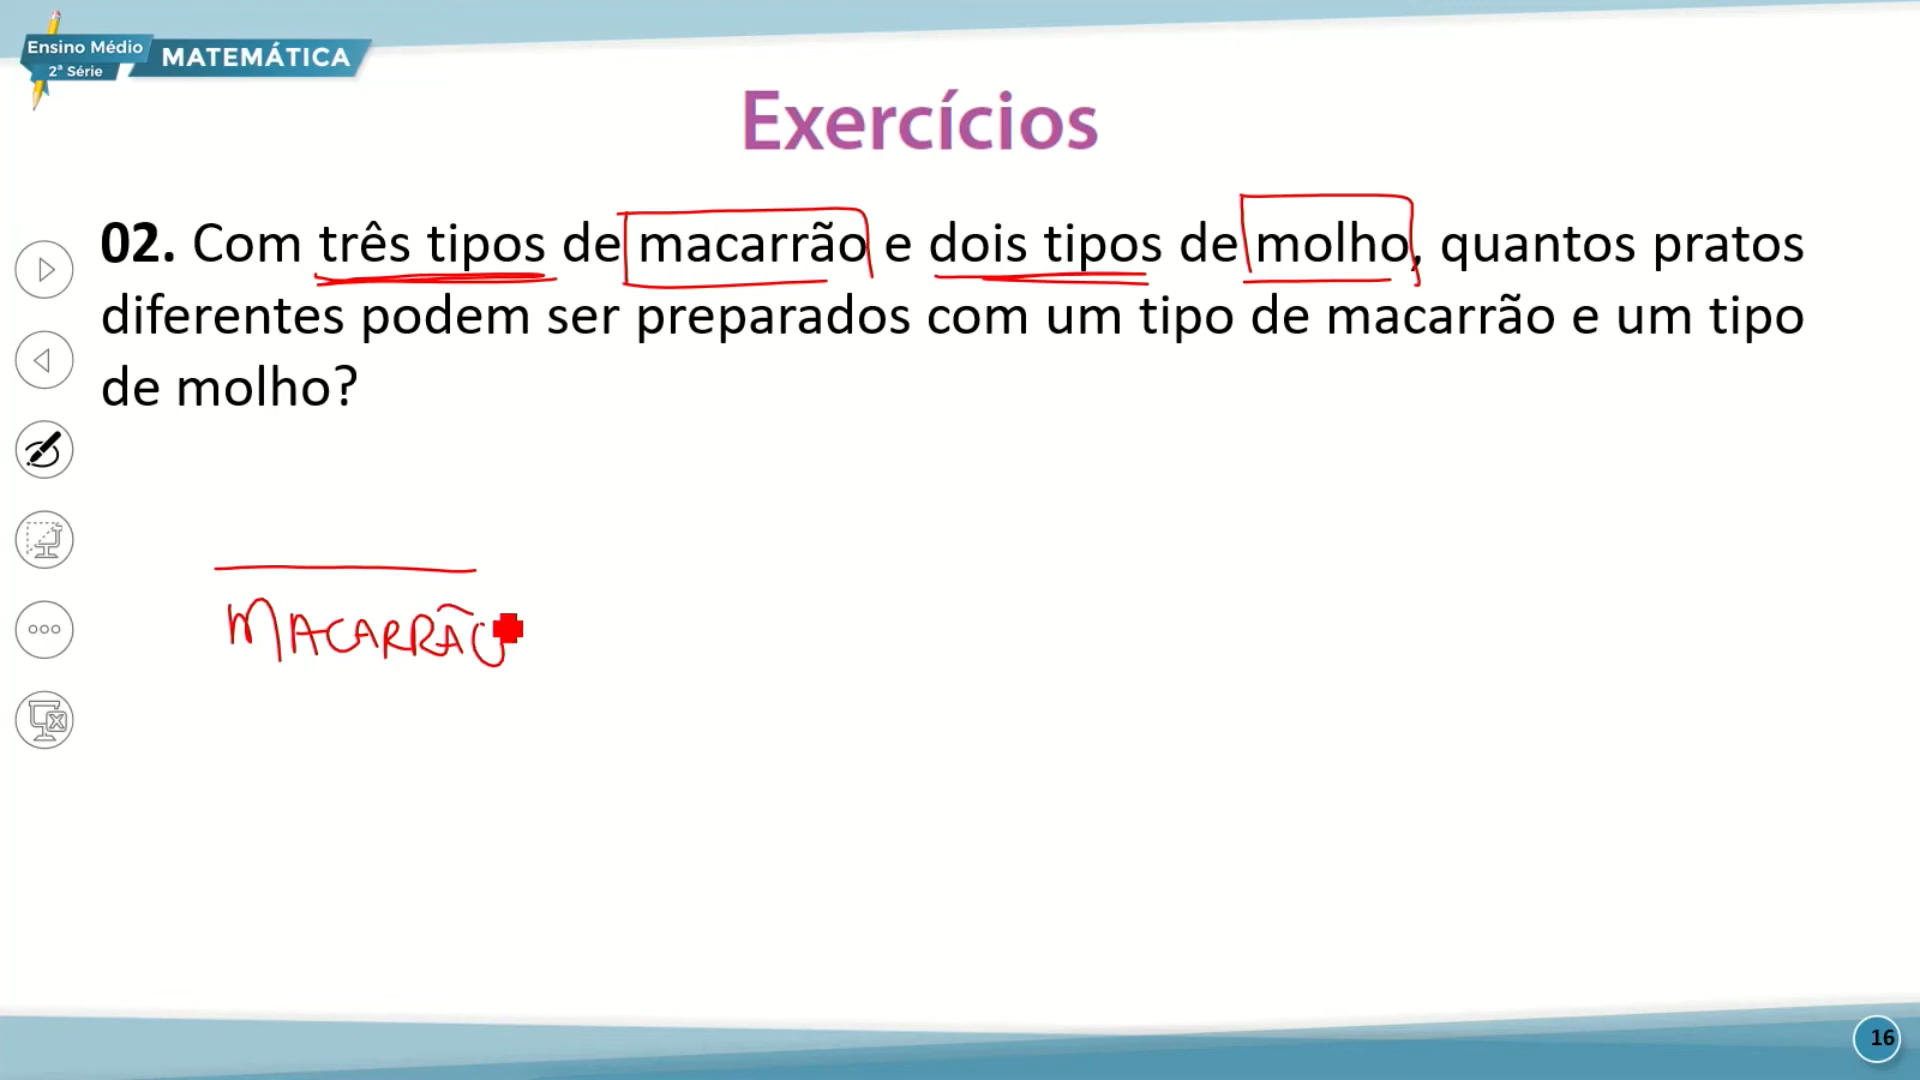 Ensino Médio
2ª Série
MATEMÁTICA
Exercícios
02. Com três tipos de macarrão e dois tipos de molho, quantos pratos
diferentes podem ser preparados com um tipo de macarrão e um tipo
de molho?
MACARRÃO
16